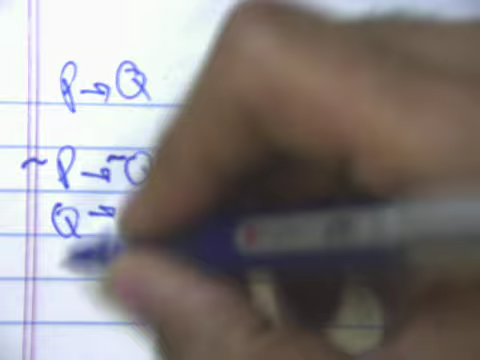 P → Q
~ P → ~ Q
Q →